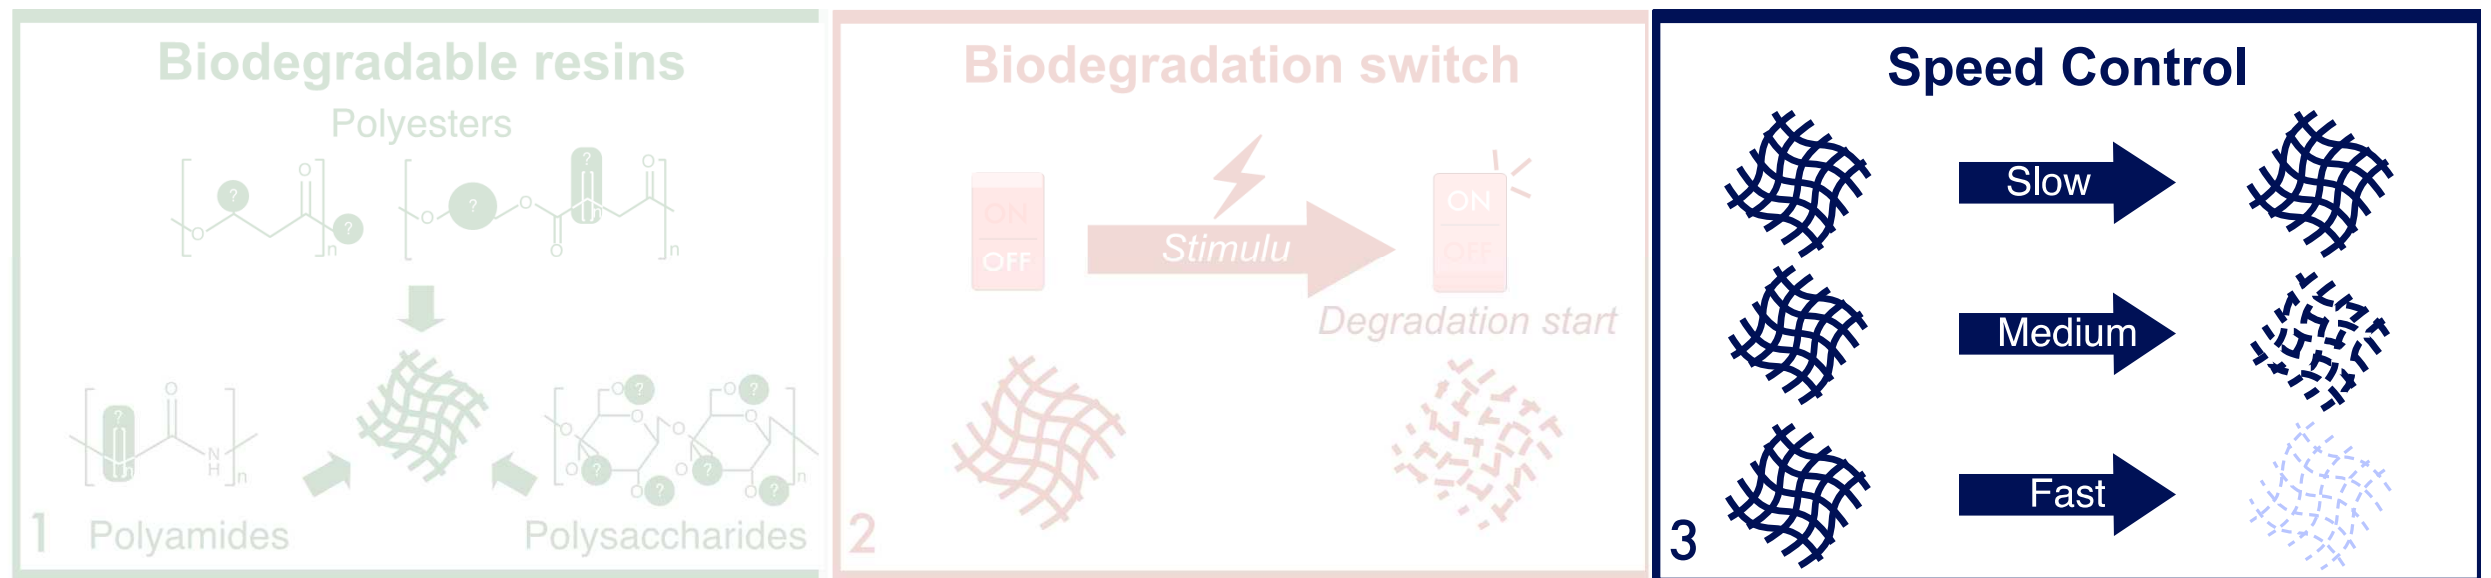 Biodegradable resins
Polyesters
?
O
O
n
?
O
?
O
O
?
n
O
n
?
n
O
N
H
n
O
?
O
O
?
O
?
O
O
?
O
?
O
?
n
1
Polyamides
Polysaccharides
Biodegradation switch
ON
OFF
Stimulu
ON
OFF
Degradation start
2
Speed Control
Slow
Medium
Fast
3